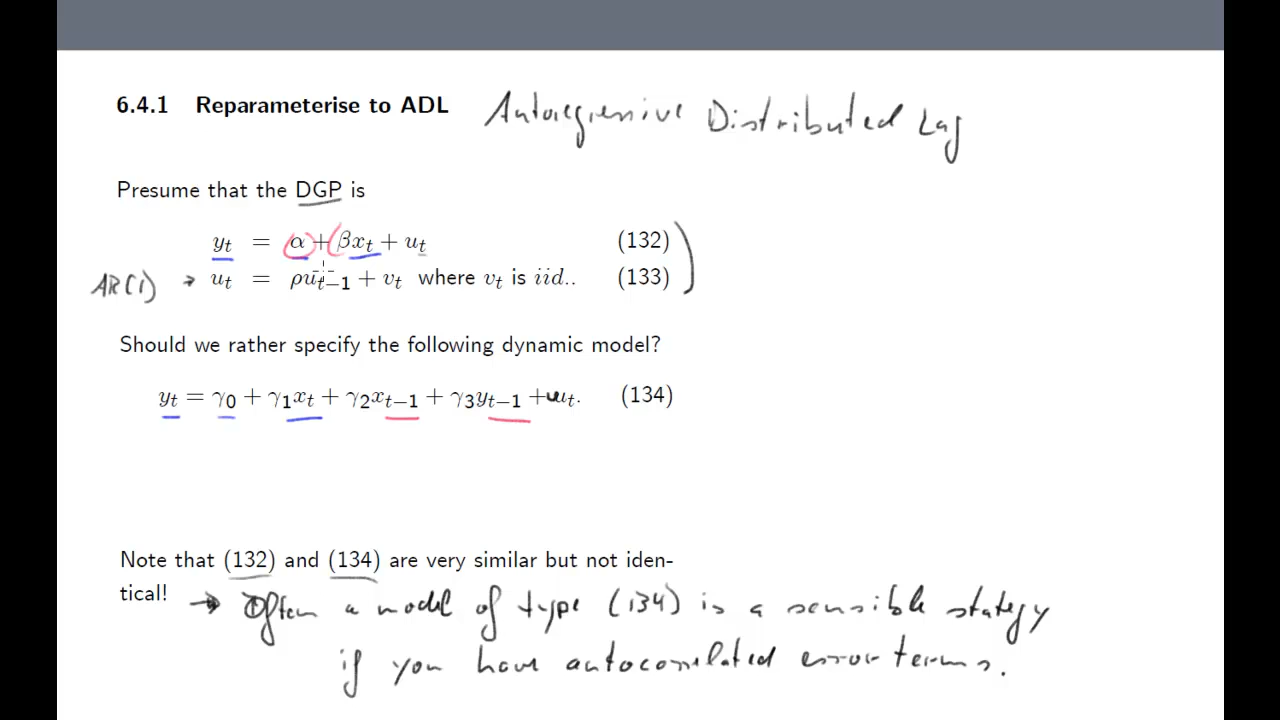 6.4.1 Reparameterise to ADL Autoregressive Distributed Lag
Presume that the DGP is
y_t = α + βx_t + u_t (132)
AR(1) → u_t = ρu_{t−1} + v_t where v_t is iid.. (133)
Should we rather specify the following dynamic model?
y_t = γ_0 + γ_1x_t + γ_2x_{t−1} + γ_3y_{t−1} + w_t. (134)
Note that (132) and (134) are very similar but not iden-
tical! → Often a model of type (134) is a sensible stategy
if you have autocorrelated error terms.